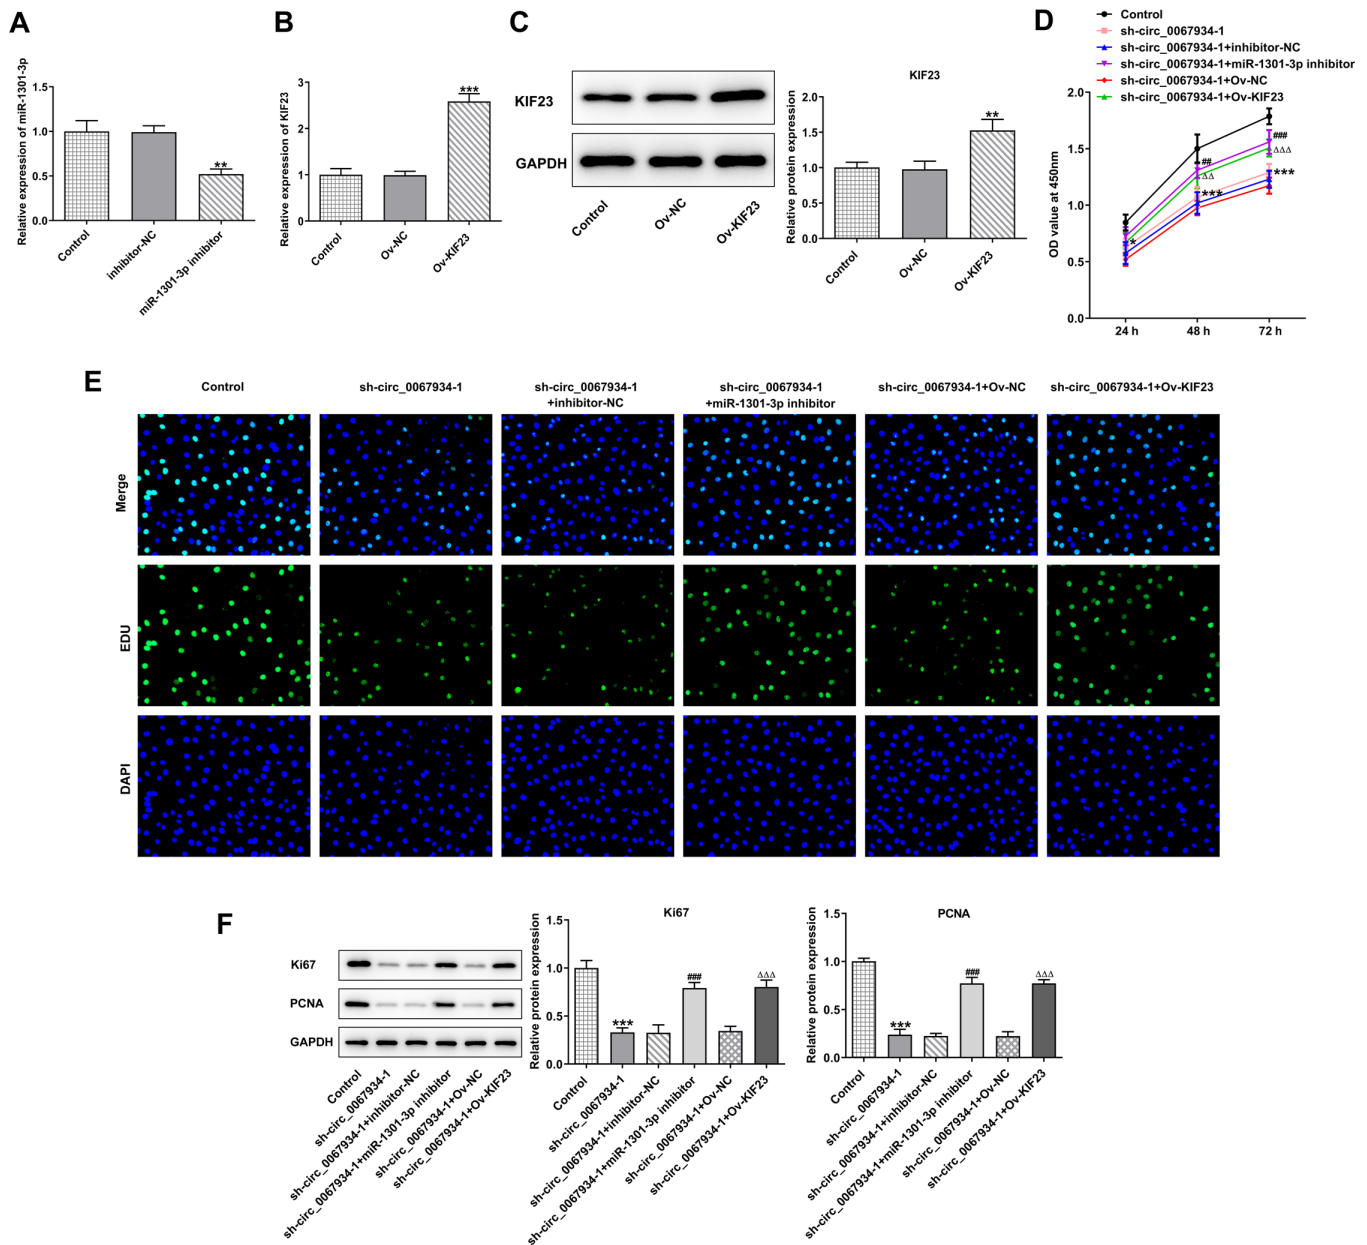 A
Relative expression of miR-1301-3p
1.5
1.0
0.5
0.0
**
Control
inhibitor-NC
miR-1301-3p inhibitor
B
Relative expression of KIF23
3
2
1
0
***
Control
Ov-NC
Ov-KIF23
C
KIF23
GAPDH
Control
Ov-NC
Ov-KIF23
KIF23
Relative protein expression
2.0
1.5
1.0
0.5
0.0
**
Control
Ov-NC
Ov-KIF23
D
Control
sh-circ_0067934-1
sh-circ_0067934-1+inhibitor-NC
sh-circ_0067934-1+miR-1301-3p inhibitor
sh-circ_0067934-1+Ov-NC
sh-circ_0067934-1+Ov-KIF23
OD value at 450nm
2.0
1.5
1.0
0.5
0.0
*
##
ΔΔ
***
###
ΔΔΔ
***
24 h
48 h
72 h
E
Control
sh-circ_0067934-1
sh-circ_0067934-1
+inhibitor-NC
sh-circ_0067934-1
+miR-1301-3p inhibitor
sh-circ_0067934-1+Ov-NC
sh-circ_0067934-1+Ov-KIF23
Merge
EDU
DAPI
F
Ki67
PCNA
GAPDH
Control
sh-circ_0067934-1
sh-circ_0067934-1+inhibitor-NC
sh-circ_0067934-1+miR-1301-3p inhibitor
sh-circ_0067934-1+Ov-NC
sh-circ_0067934-1+Ov-KIF23
Ki67
Relative protein expression
1.5
1.0
0.5
0.0
***
###
ΔΔΔ
Control
sh-circ_0067934-1
sh-circ_0067934-1+inhibitor-NC
sh-circ_0067934-1+miR-1301-3p inhibitor
sh-circ_0067934-1+Ov-NC
sh-circ_0067934-1+Ov-KIF23
PCNA
Relative protein expression
1.5
1.0
0.5
0.0
***
###
ΔΔΔ
Control
sh-circ_0067934-1
sh-circ_0067934-1+inhibitor-NC
sh-circ_0067934-1+miR-1301-3p inhibitor
sh-circ_0067934-1+Ov-NC
sh-circ_0067934-1+Ov-KIF23